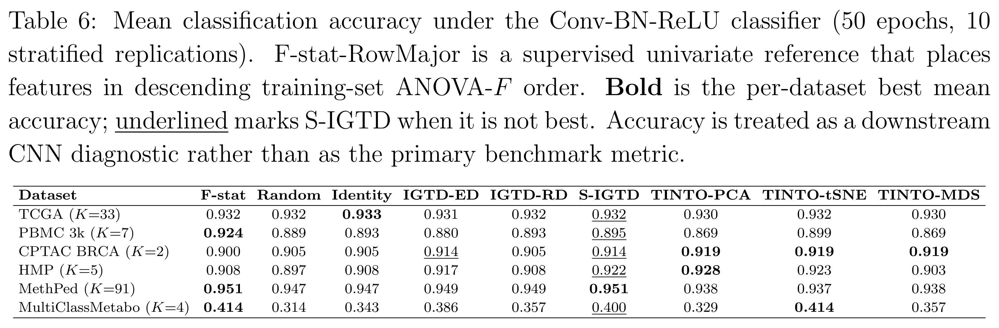 Table 6: Mean classification accuracy under the Conv-BN-ReLU classifier (50 epochs, 10
stratified replications). F-stat-RowMajor is a supervised univariate reference that places
features in descending training-set ANOVA-F order. Bold is the per-dataset best mean
accuracy; underlined marks S-IGTD when it is not best. Accuracy is treated as a downstream
CNN diagnostic rather than as the primary benchmark metric.
Dataset F-stat Random Identity IGTD-ED IGTD-RD S-IGTD TINTO-PCA TINTO-tSNE TINTO-MDS
TCGA (K=33) 0.932 0.932 0.933 0.931 0.932 0.932 0.930 0.932 0.930
PBMC 3k (K=7) 0.924 0.889 0.893 0.880 0.893 0.895 0.869 0.899 0.869
CPTAC BRCA (K=2) 0.900 0.905 0.905 0.914 0.905 0.914 0.919 0.919 0.919
HMP (K=5) 0.908 0.897 0.908 0.917 0.908 0.922 0.928 0.923 0.903
MethPed (K=91) 0.951 0.947 0.947 0.949 0.949 0.951 0.938 0.937 0.938
MultiClassMetabo (K=4) 0.414 0.314 0.343 0.386 0.357 0.400 0.329 0.414 0.357